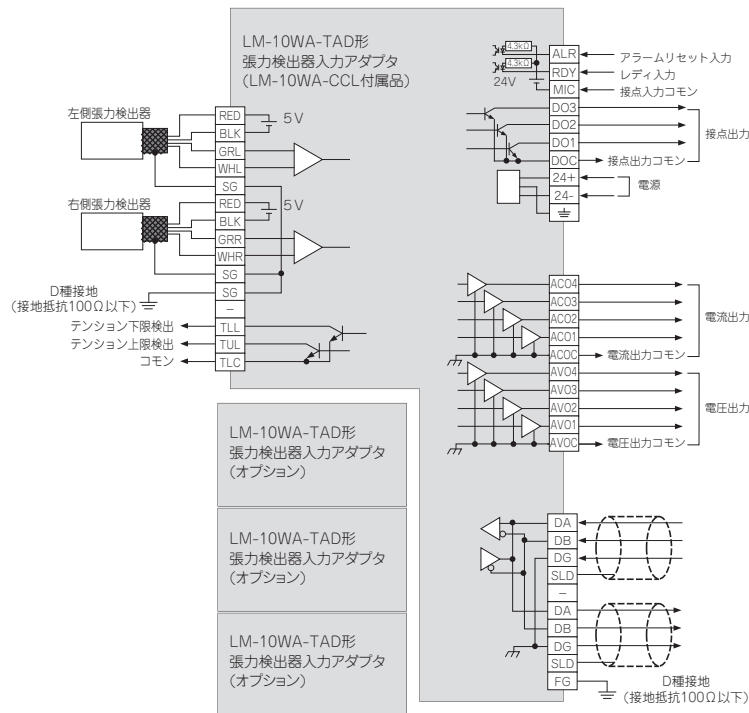 LM-10WA-TAD形
張力検出器入力アダプタ
(LM-10WA-CCL付属品)
左側張力検出器
RED
BLK
GRL
WHL
SG
5V
右側張力検出器
RED
BLK
GRR
WHR
SG
SG
−
5V
D種接地
(接地抵抗100Ω以下)
テンション下限検出
TLL
テンション上限検出
TUL
コモン
TLC
4.3kΩ
4.3kΩ
24V
ALR
アラームリセット入力
RDY
レディ入力
MIC
接点入力コモン
DO3
DO2
DO1
接点出力
DOC
接点出力コモン
24+
24-
電源
ACO4
ACO3
ACO2
ACO1
電流出力
ACOC
電流出力コモン
AVO4
AVO3
AVO2
AVO1
電圧出力
AVOC
電圧出力コモン
LM-10WA-TAD形
張力検出器入力アダプタ
(オプション)
LM-10WA-TAD形
張力検出器入力アダプタ
(オプション)
LM-10WA-TAD形
張力検出器入力アダプタ
(オプション)
DA
DB
DG
SLD
−
DA
DB
DG
SLD
FG
D種接地
(接地抵抗100Ω以下)